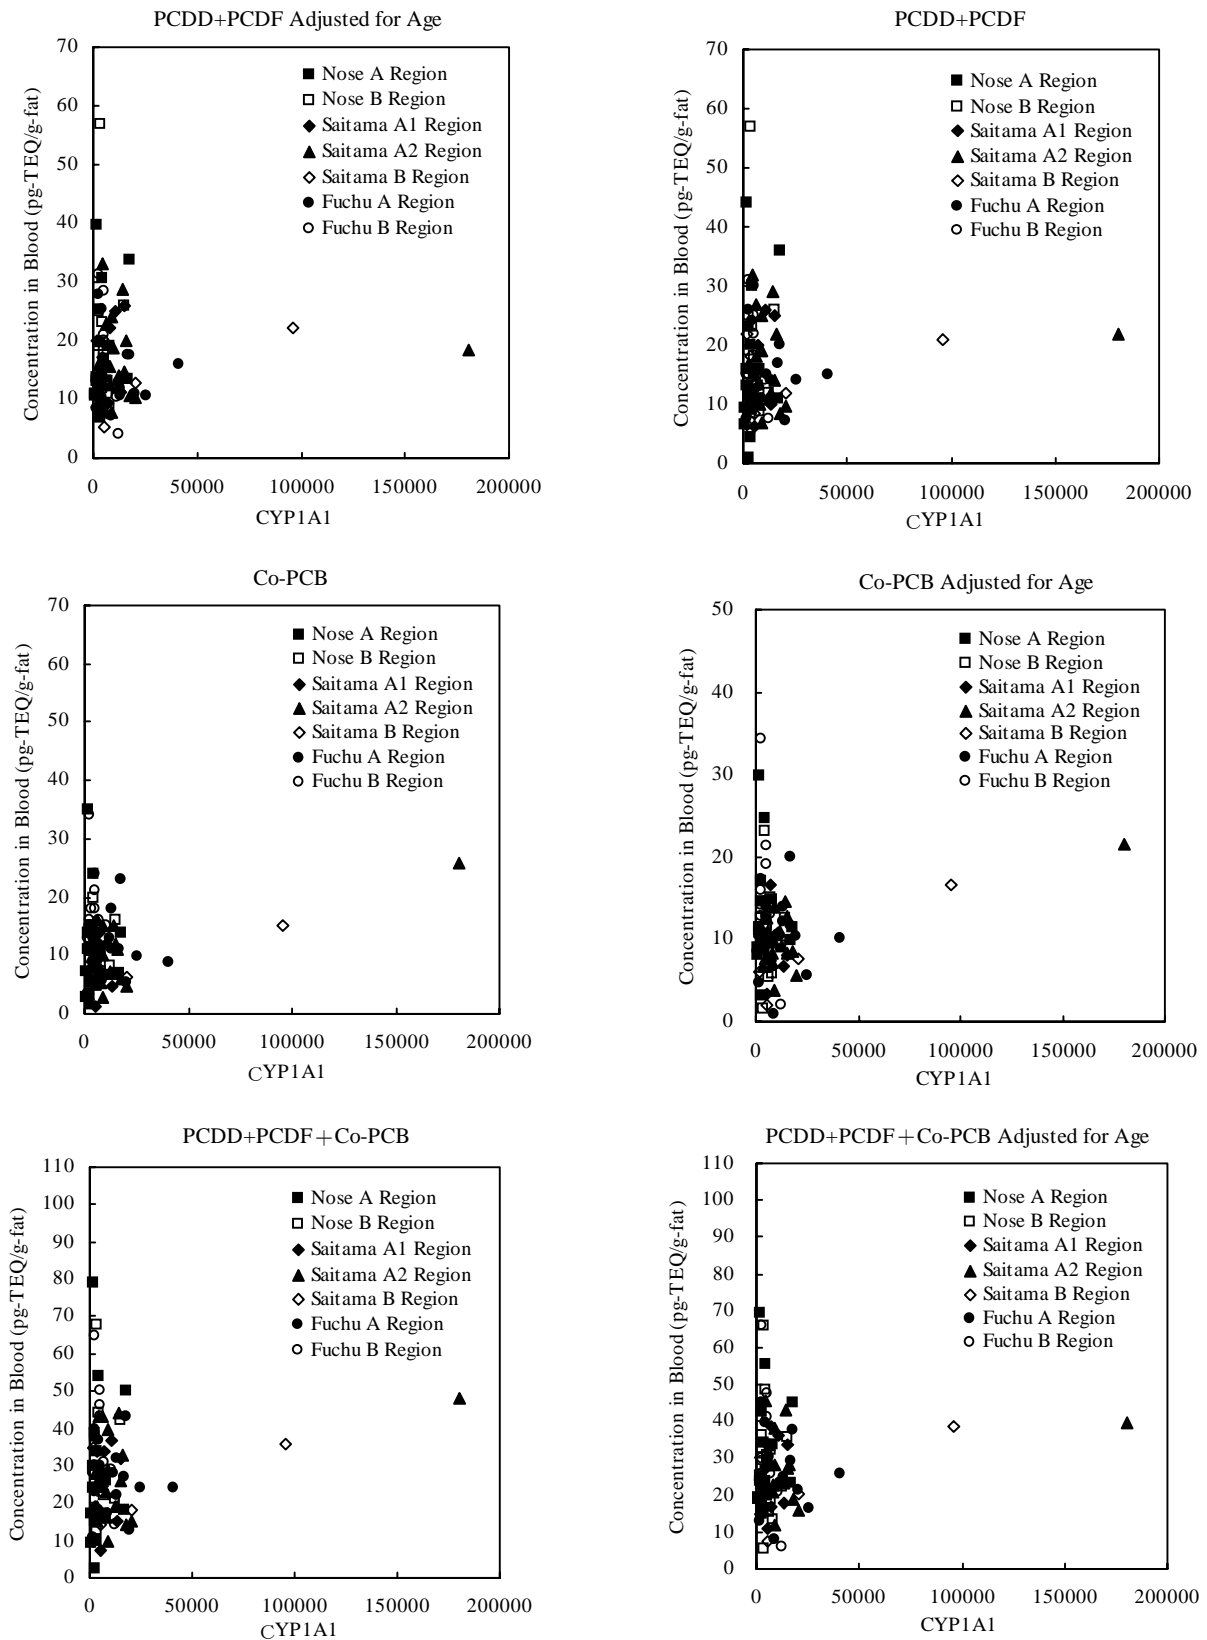 PCDD+PCDF Adjusted for Age
Concentration in Blood (pg-TEQ/g-fat)
70
60
50
40
30
20
10
0
Nose A Region
Nose B Region
Saitama A1 Region
Saitama A2 Region
Saitama B Region
Fuchu A Region
Fuchu B Region
0 50000 100000 150000 200000
CYP1A1
PCDD+PCDF
Concentration in Blood (pg-TEQ/g-fat)
70
60
50
40
30
20
10
0
Nose A Region
Nose B Region
Saitama A1 Region
Saitama A2 Region
Saitama B Region
Fuchu A Region
Fuchu B Region
0 50000 100000 150000 200000
CYP1A1
Co-PCB
Concentration in Blood (pg-TEQ/g-fat)
70
60
50
40
30
20
10
0
Nose A Region
Nose B Region
Saitama A1 Region
Saitama A2 Region
Saitama B Region
Fuchu A Region
Fuchu B Region
0 50000 100000 150000 200000
CYP1A1
Co-PCB Adjusted for Age
Concentration in Blood (pg-TEQ/g-fat)
50
40
30
20
10
0
Nose A Region
Nose B Region
Saitama A1 Region
Saitama A2 Region
Saitama B Region
Fuchu A Region
Fuchu B Region
0 50000 100000 150000 200000
CYP1A1
PCDD+PCDF+Co-PCB
Concentration in Blood (pg-TEQ/g-fat)
110
100
90
80
70
60
50
40
30
20
10
0
Nose A Region
Nose B Region
Saitama A1 Region
Saitama A2 Region
Saitama B Region
Fuchu A Region
Fuchu B Region
0 50000 100000 150000 200000
CYP1A1
PCDD+PCDF+Co-PCB Adjusted for Age
Concentration in Blood (pg-TEQ/g-fat)
110
100
90
80
70
60
50
40
30
20
10
0
Nose A Region
Nose B Region
Saitama A1 Region
Saitama A2 Region
Saitama B Region
Fuchu A Region
Fuchu B Region
0 50000 100000 150000 200000
CYP1A1